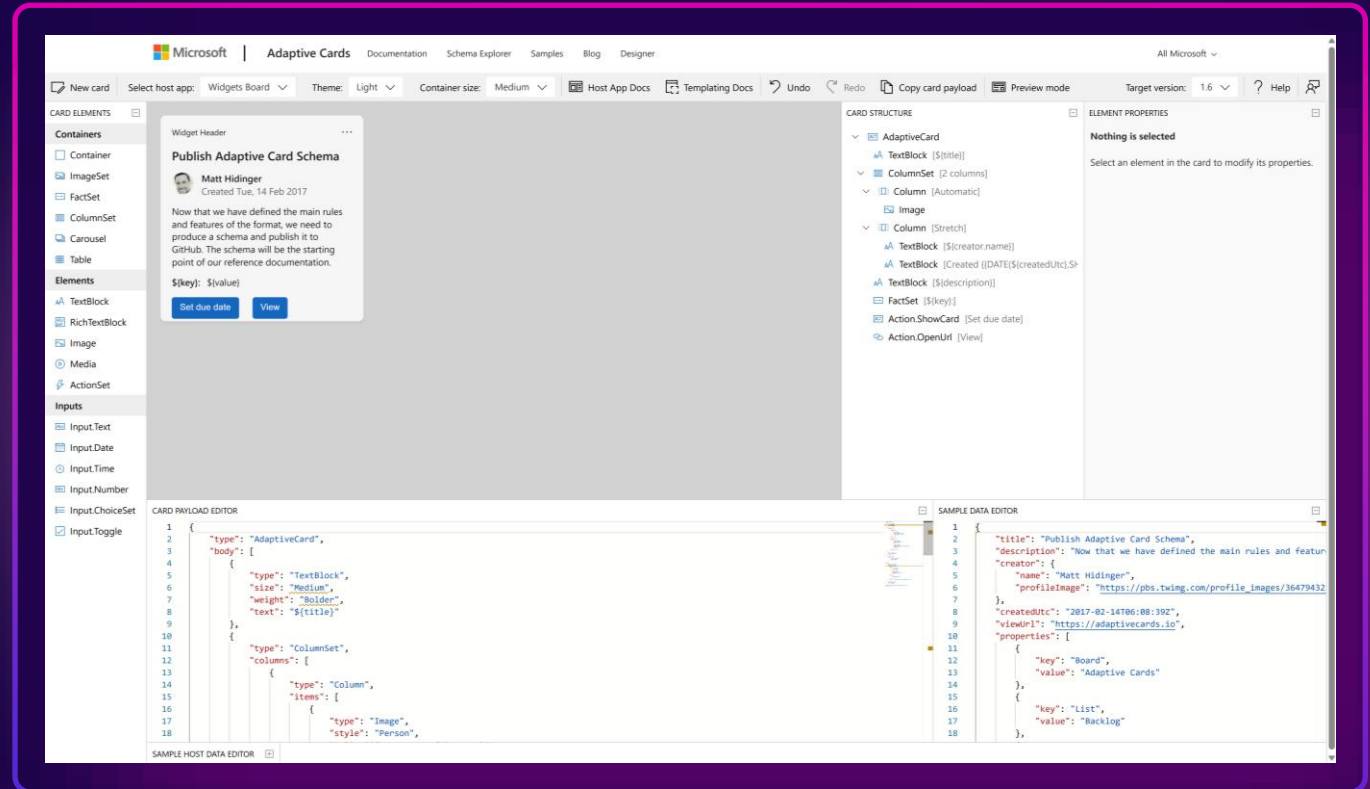 Microsoft | Adaptive Cards Documentation Schema Explorer Samples Blog Designer All Microsoft
New card Select host app: Widgets Board Theme: Light Container size: Medium Host App Docs Templating Docs Undo Redo Copy card payload Preview mode Target version: 1.6 Help
CARD ELEMENTS
Containers
Container
ImageSet
FactSet
ColumnSet
Carousel
Table
Elements
TextBlock
RichTextBlock
Image
Media
ActionSet
Inputs
Input.Text
Input.Date
Input.Time
Input.Number
Input.ChoiceSet
Input.Toggle
Widget Header ...
Publish Adaptive Card Schema
Matt Hidinger
Created Tue, 14 Feb 2017
Now that we have defined the main rules
and features of the format, we need to
produce a schema and publish it to
GitHub. The schema will be the starting
point of our reference documentation.
${key}: ${value}
Set due date View
CARD STRUCTURE
AdaptiveCard
TextBlock [${title}]
ColumnSet [2 columns]
Column [Automatic]
Image
Column [Stretch]
TextBlock [${creator.name}]
TextBlock [Created {{DATE(${createdUtc},SH
TextBlock [${description}]
FactSet [${key}:]
Action.ShowCard [Set due date]
Action.OpenUrl [View]
ELEMENT PROPERTIES
Nothing is selected
Select an element in the card to modify its properties.
CARD PAYLOAD EDITOR
1 {
2 "type": "AdaptiveCard",
3 "body": [
4 {
5 "type": "TextBlock",
6 "size": "Medium",
7 "weight": "Bolder",
8 "text": "${title}"
9 },
10 {
11 "type": "ColumnSet",
12 "columns": [
13 {
14 "type": "Column",
15 "items": [
16 {
17 "type": "Image",
18 "style": "Person",
SAMPLE DATA EDITOR
1 {
2 "title": "Publish Adaptive Card Schema",
3 "description": "Now that we have defined the main rules and featur
4 "creator": {
5 "name": "Matt Hidinger",
6 "profileImage": "https://pbs.twimg.com/profile_images/36479432
7 },
8 "createdUtc": "2017-02-14T06:08:39Z",
9 "viewUrl": "https://adaptivecards.io",
10 "properties": [
11 {
12 "key": "Board",
13 "value": "Adaptive Cards"
14 },
15 {
16 "key": "List",
17 "value": "Backlog"
18 },
SAMPLE HOST DATA EDITOR